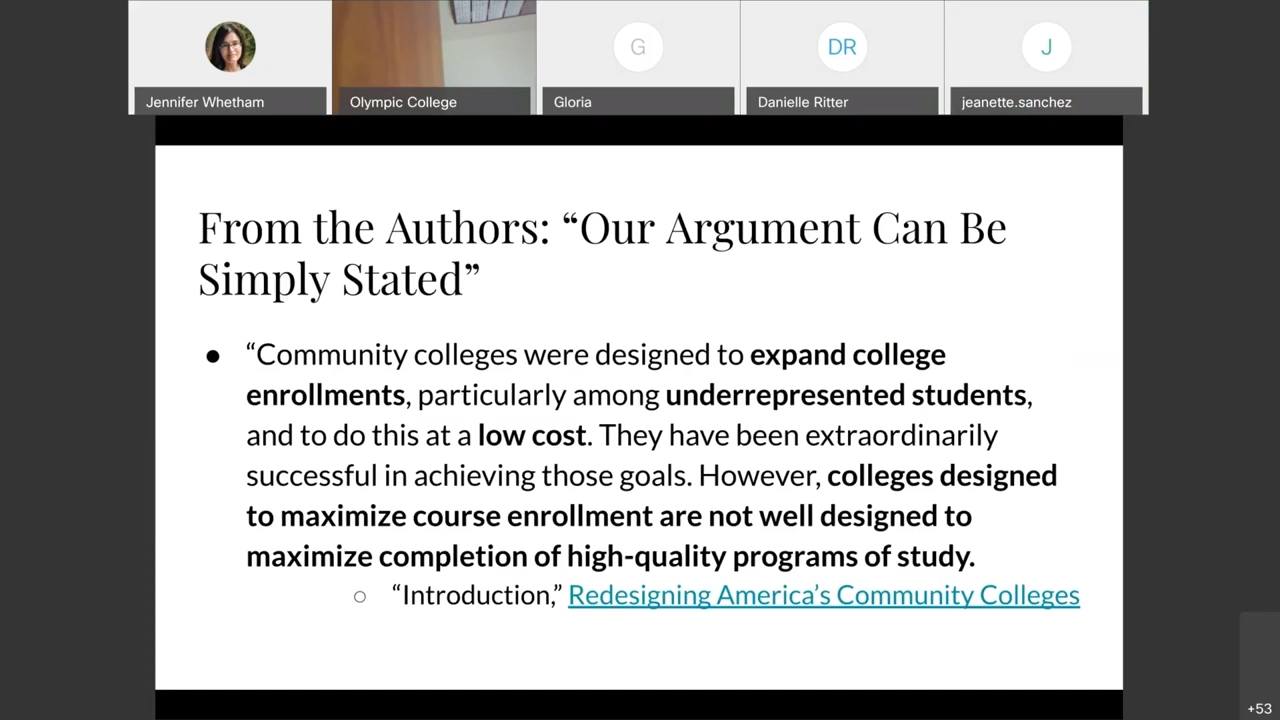 G
DR
J
Jennifer Whetham
Olympic College
Gloria
Danielle Ritter
jeanette.sanchez
From the Authors: “Our Argument Can Be
Simply Stated”
● “Community colleges were designed to expand college
enrollments, particularly among underrepresented students,
and to do this at a low cost. They have been extraordinarily
successful in achieving those goals. However, colleges designed
to maximize course enrollment are not well designed to
maximize completion of high-quality programs of study.
○ “Introduction,” Redesigning America’s Community Colleges
+53